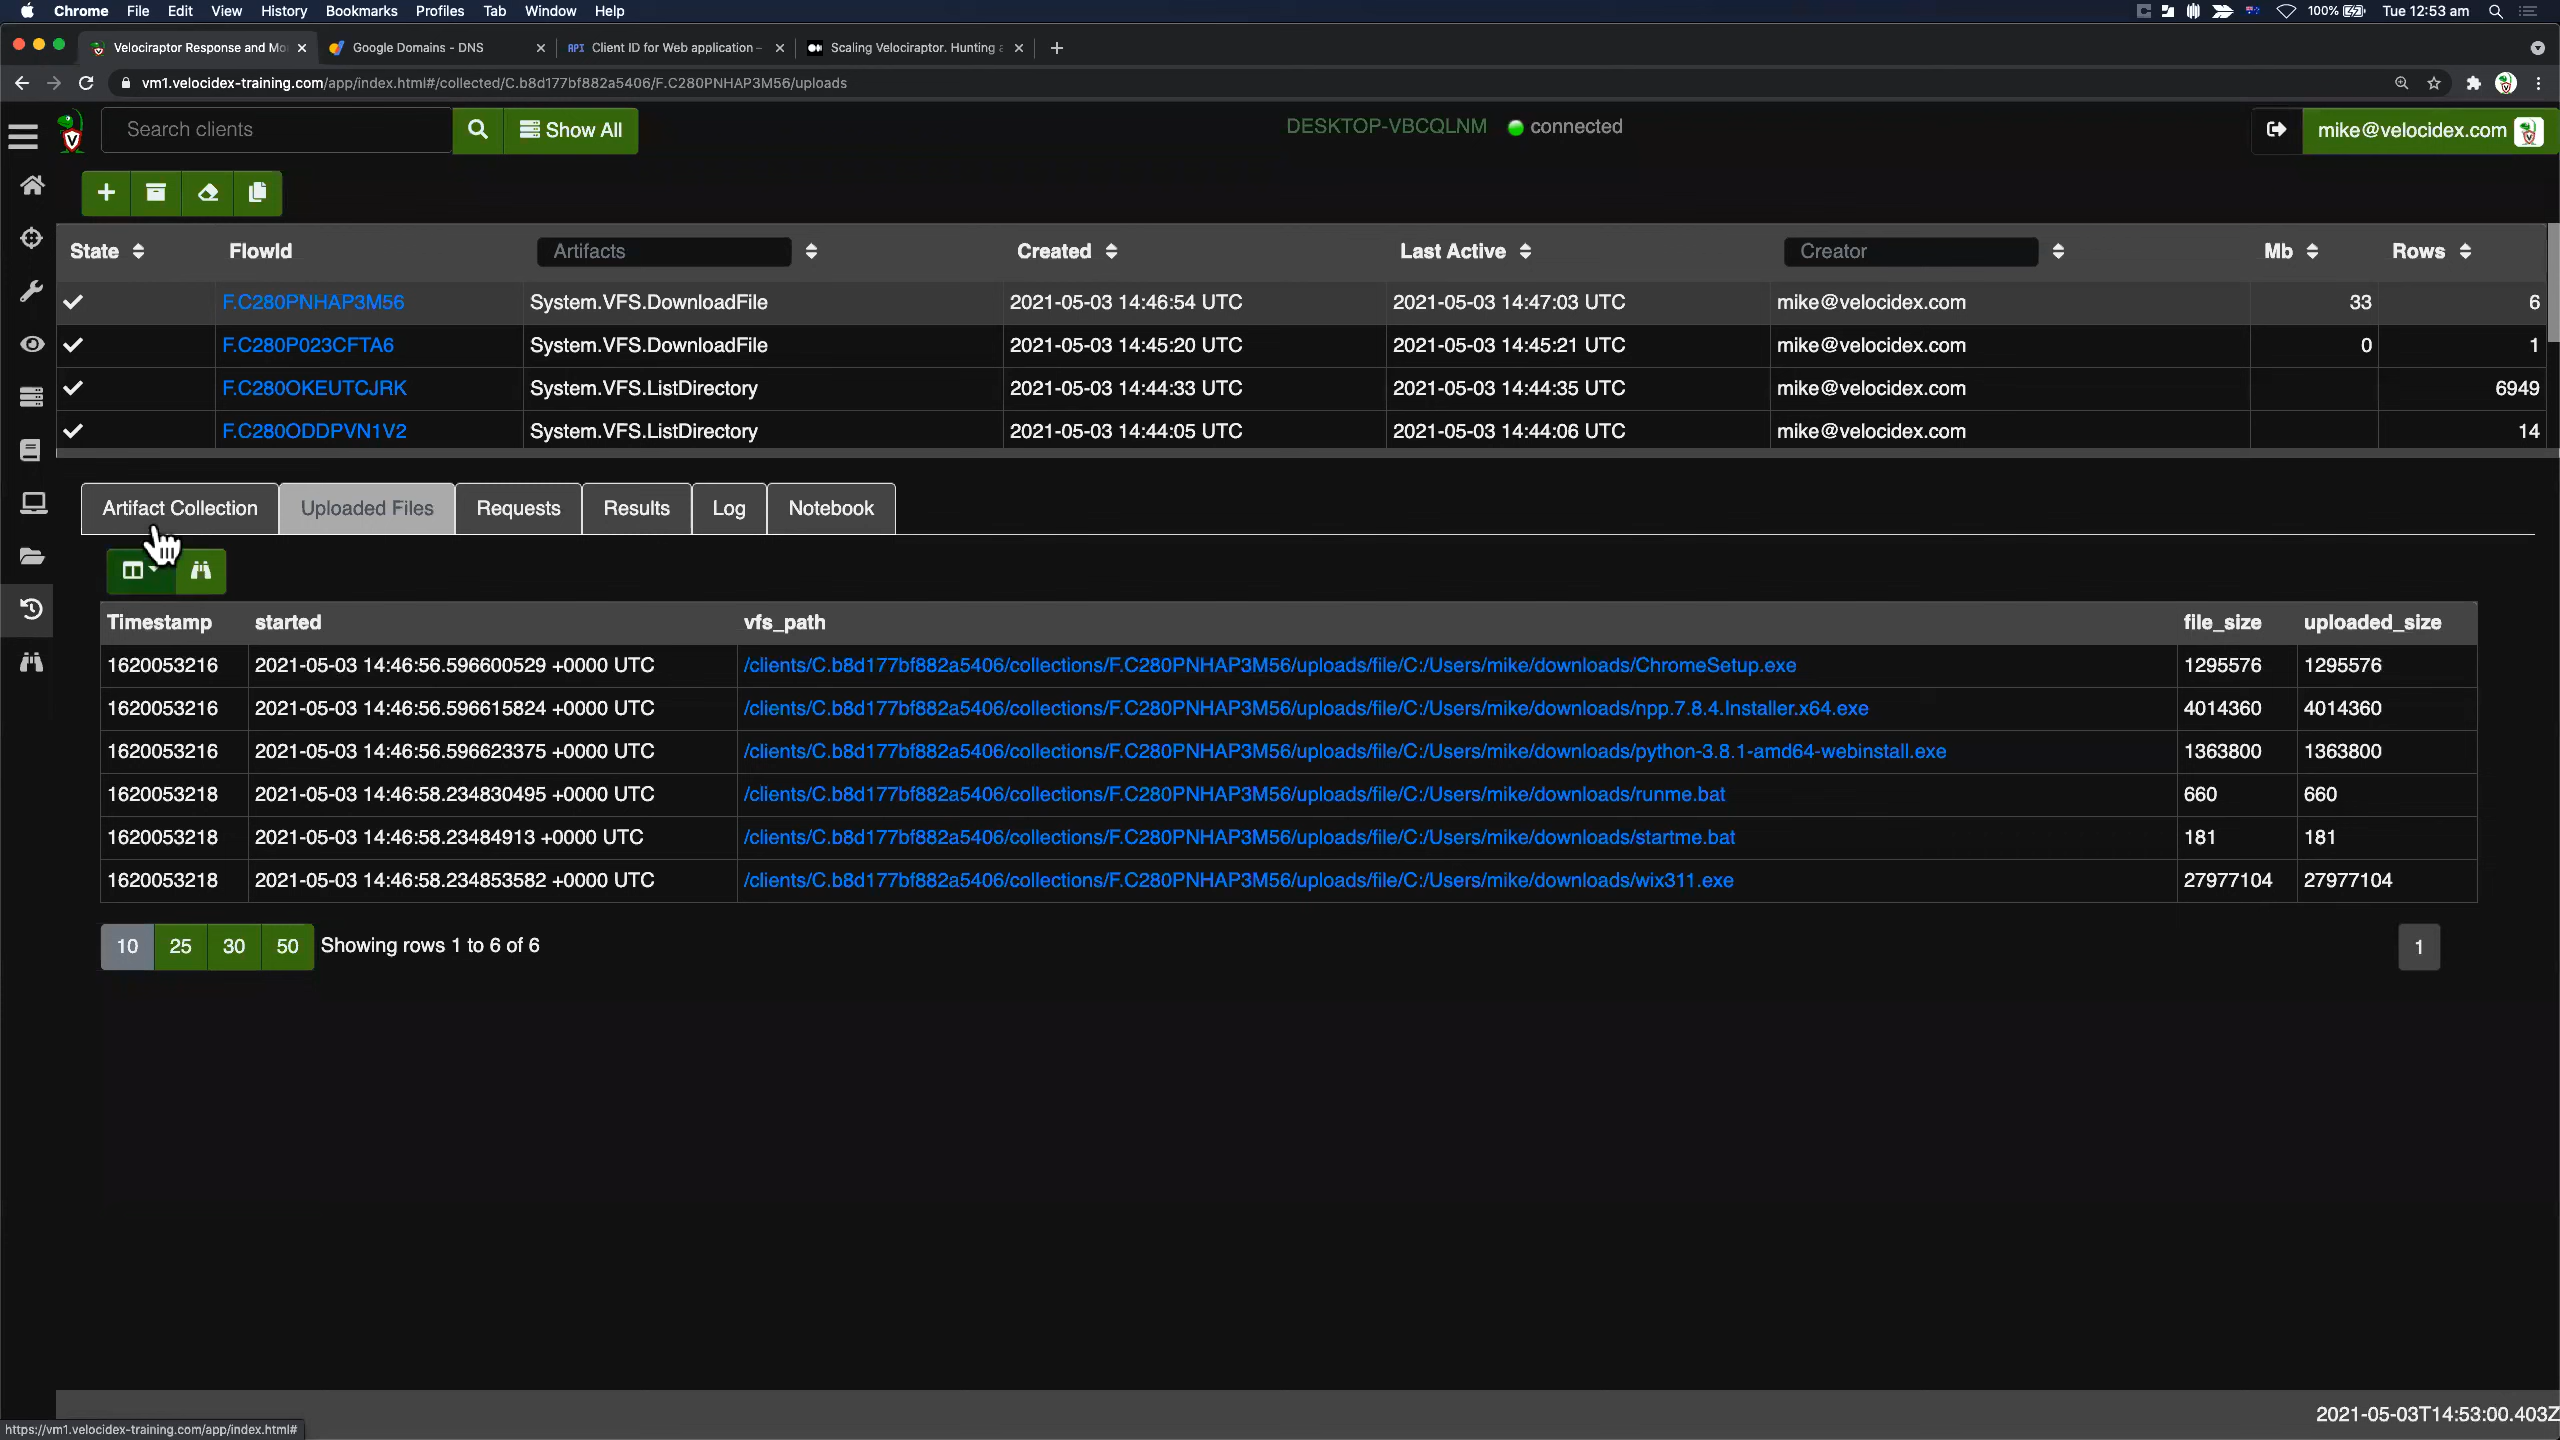 Chrome File Edit View History Bookmarks Profiles Tab Window Help 100% Tue 12:53 am
Velociraptor Response and Mo Google Domains - DNS API Client ID for Web application - Scaling Velociraptor. Hunting
vm1.velocidex-training.com/app/index.html#/collected/C.b8d177bf882a5406/F.C280PNHAP3M56/uploads
Search clients Show All DESKTOP-VBCQLNM connected mike@velocidex.com
State FlowId Artifacts Created Last Active Creator Mb Rows
F.C280PNHAP3M56 System.VFS.DownloadFile 2021-05-03 14:46:54 UTC 2021-05-03 14:47:03 UTC mike@velocidex.com 33 6
F.C280P023CFTA6 System.VFS.DownloadFile 2021-05-03 14:45:20 UTC 2021-05-03 14:45:21 UTC mike@velocidex.com 0 1
F.C280OKEUTCJRK System.VFS.ListDirectory 2021-05-03 14:44:33 UTC 2021-05-03 14:44:35 UTC mike@velocidex.com 6949
F.C280ODDPVN1V2 System.VFS.ListDirectory 2021-05-03 14:44:05 UTC 2021-05-03 14:44:06 UTC mike@velocidex.com 14
Artifact Collection Uploaded Files Requests Results Log Notebook
Timestamp started vfs_path file_size uploaded_size
1620053216 2021-05-03 14:46:56.596600529 +0000 UTC /clients/C.b8d177bf882a5406/collections/F.C280PNHAP3M56/uploads/file/C:/Users/mike/downloads/ChromeSetup.exe 1295576 1295576
1620053216 2021-05-03 14:46:56.596615824 +0000 UTC /clients/C.b8d177bf882a5406/collections/F.C280PNHAP3M56/uploads/file/C:/Users/mike/downloads/npp.7.8.4.Installer.x64.exe 4014360 4014360
1620053216 2021-05-03 14:46:56.596623375 +0000 UTC /clients/C.b8d177bf882a5406/collections/F.C280PNHAP3M56/uploads/file/C:/Users/mike/downloads/python-3.8.1-amd64-webinstall.exe 1363800 1363800
1620053218 2021-05-03 14:46:58.234830495 +0000 UTC /clients/C.b8d177bf882a5406/collections/F.C280PNHAP3M56/uploads/file/C:/Users/mike/downloads/runme.bat 660 660
1620053218 2021-05-03 14:46:58.23484913 +0000 UTC /clients/C.b8d177bf882a5406/collections/F.C280PNHAP3M56/uploads/file/C:/Users/mike/downloads/startme.bat 181 181
1620053218 2021-05-03 14:46:58.234853582 +0000 UTC /clients/C.b8d177bf882a5406/collections/F.C280PNHAP3M56/uploads/file/C:/Users/mike/downloads/wix311.exe 27977104 27977104
10 25 30 50 Showing rows 1 to 6 of 6 1
2021-05-03T14:53:00.403Z
https://vm1.velocidex-training.com/app/index.html#